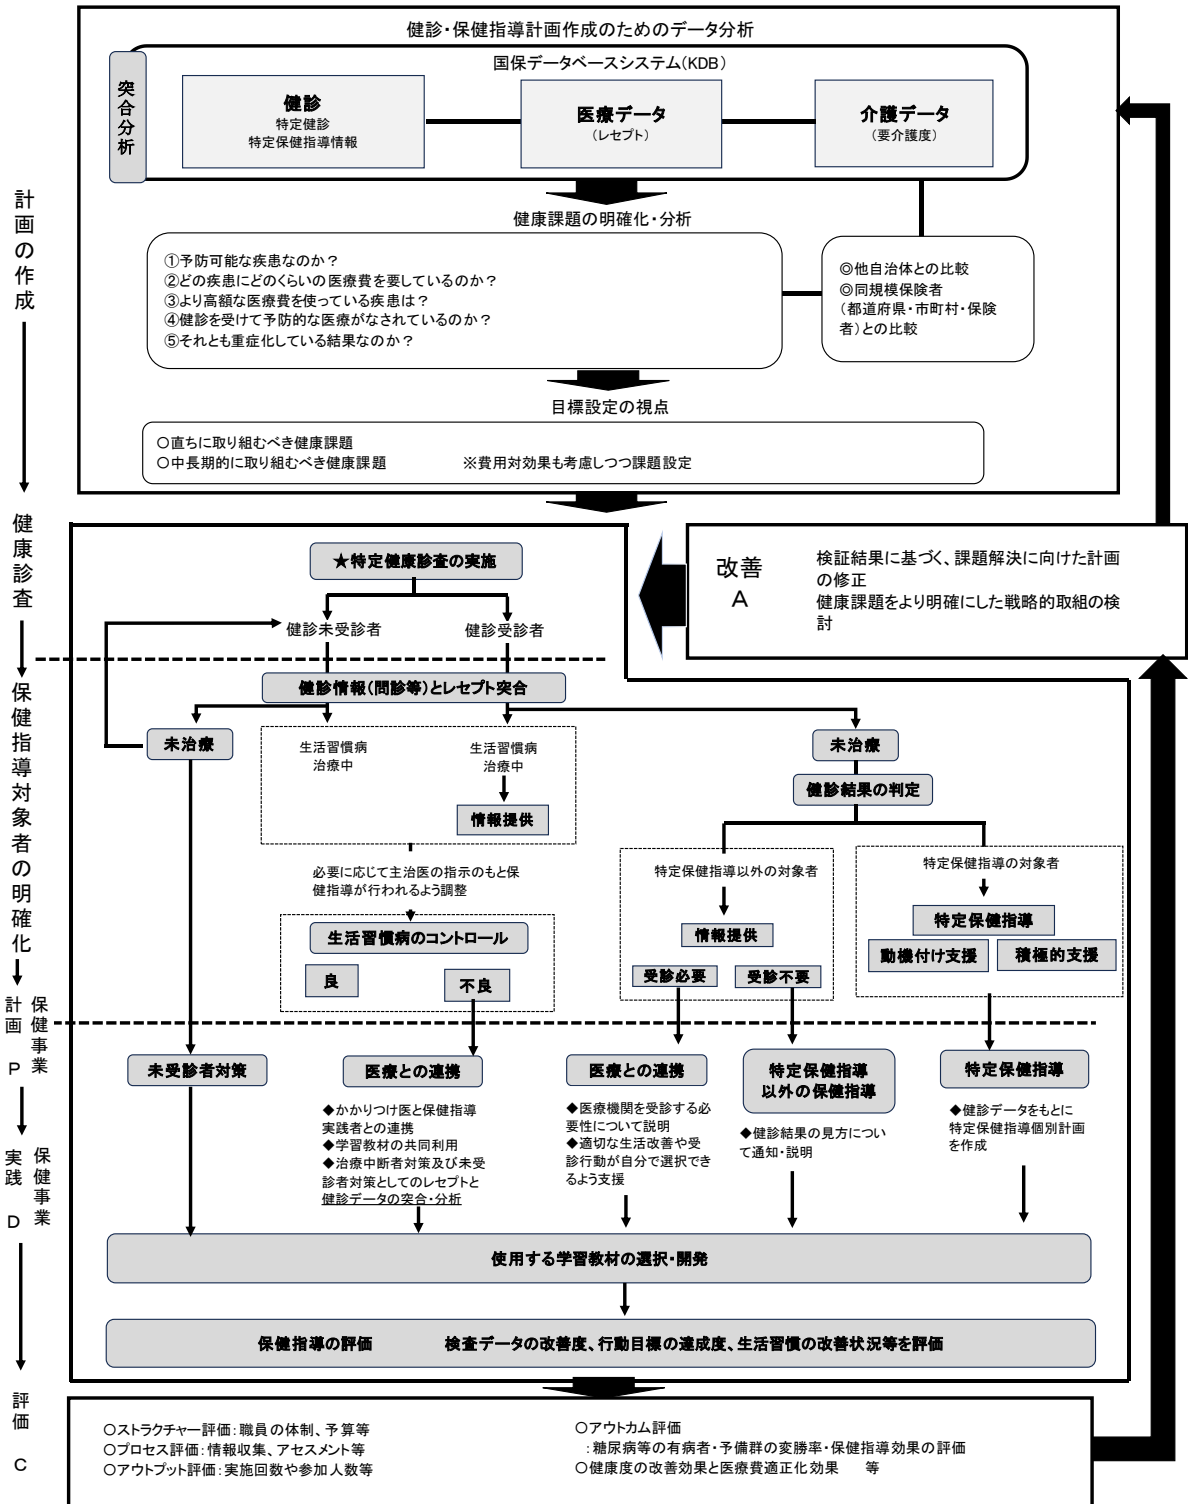 健診・保健指導計画作成のためのデータ分析
国保データベースシステム(KDB)
突合分析
健診
特定健診
特定保健指導情報
医療データ
(レセプト)
介護データ
(要介護度)
健康課題の明確化・分析
①予防可能な疾患なのか?
②どの疾患にどのくらいの医療費を要しているのか?
③より高額な医療費を使っている疾患は?
④健診を受けて予防的な医療がなされているのか?
⑤それとも重症化している結果なのか?
◎他自治体との比較
◎同規模保険者
(都道府県・市町村・保険
者)との比較
目標設定の視点
○直ちに取り組むべき健康課題
○中長期的に取り組むべき健康課題 ※費用対効果も考慮しつつ課題設定
計画の作成
健康診査
保健指導対象者の明確化
保健事業
計画 P
保健事業
実践 D
評価 C
改善
A
検証結果に基づく、課題解決に向けた計画
の修正
健康課題をより明確にした戦略的取組の検
討
★特定健康診査の実施
健診未受診者
健診受診者
健診情報(問診等)とレセプト突合
未治療
生活習慣病
治療中
生活習慣病
治療中
情報提供
未治療
健診結果の判定
必要に応じて主治医の指示のもと保
健指導が行われるよう調整
生活習慣病のコントロール
良
不良
特定保健指導以外の対象者
情報提供
受診必要
受診不要
特定保健指導の対象者
特定保健指導
動機付け支援
積極的支援
未受診者対策
医療との連携
◆かかりつけ医と保健指導
実践者との連携
◆学習教材の共同利用
◆治療中断者対策及び未受
診者対策としてのレセプトと
健診データの突合・分析
医療との連携
◆医療機関を受診する必
要性について説明
◆適切な生活改善や受
診行動が自分で選択でき
るよう支援
特定保健指導
以外の保健指導
◆健診結果の見方につい
て通知・説明
特定保健指導
◆健診データをもとに
特定保健指導個別計画
を作成
使用する学習教材の選択・開発
保健指導の評価 検査データの改善度、行動目標の達成度、生活習慣の改善状況等を評価
○ストラクチャー評価:職員の体制、予算等
○プロセス評価:情報収集、アセスメント等
○アウトプット評価:実施回数や参加人数等
○アウトカム評価
:糖尿病等の有病者・予備群の変勝率・保健指導効果の評価
○健康度の改善効果と医療費適正化効果 等